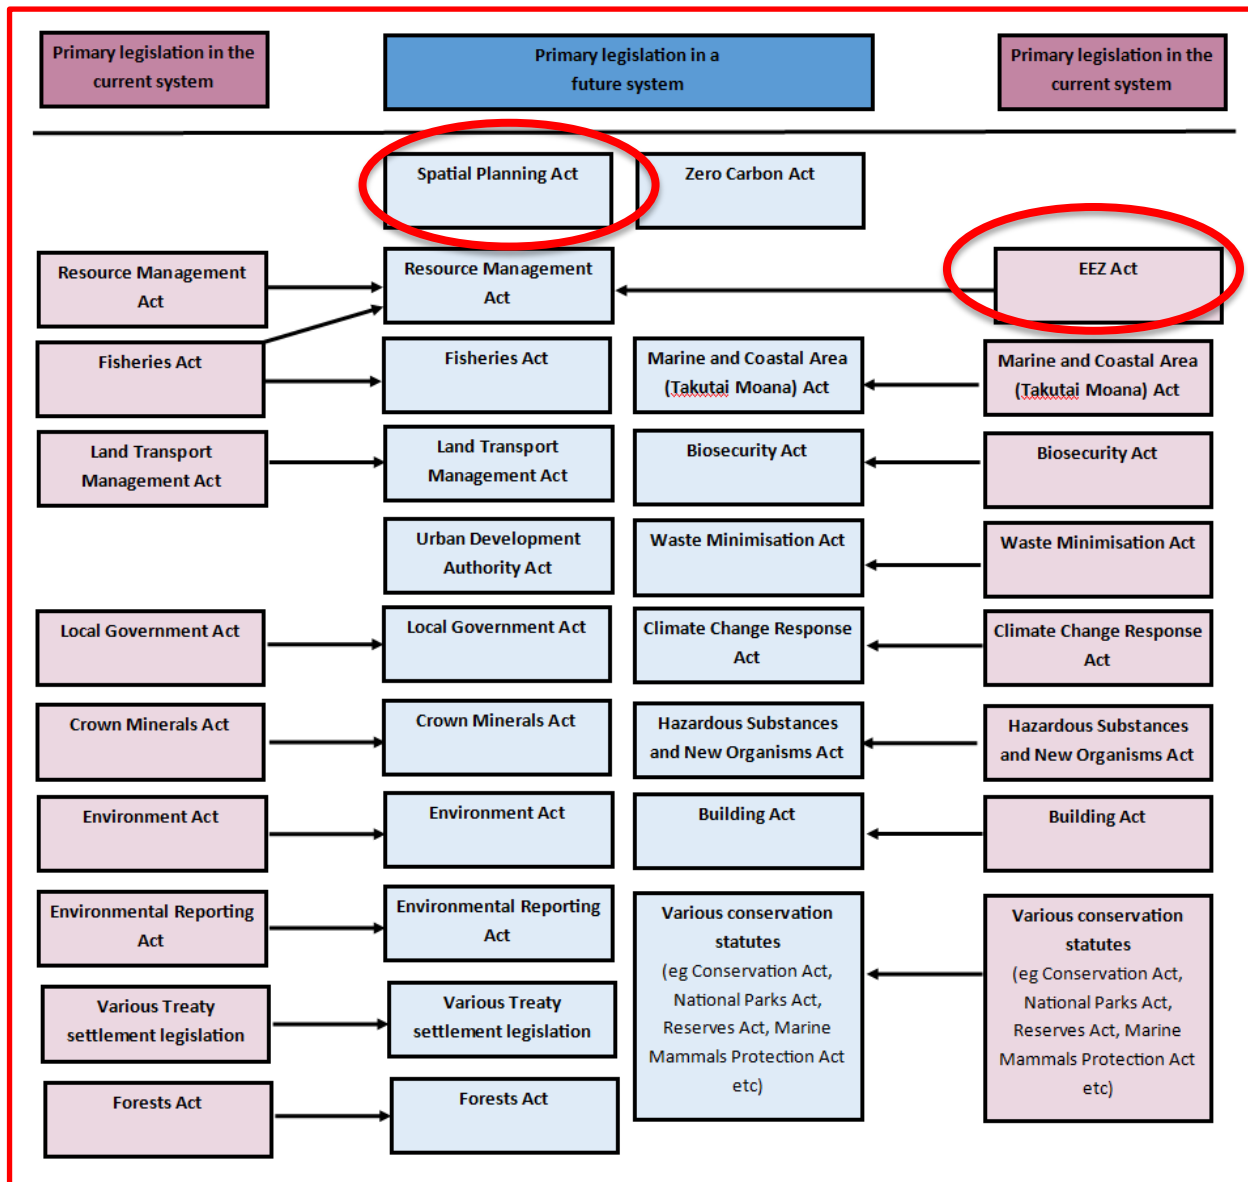 Primary legislation in the
current system
Primary legislation in a
future system
Primary legislation in the
current system
Spatial Planning Act
Zero Carbon Act
Resource Management
Act
Resource Management
Act
EEZ Act
Fisheries Act
Fisheries Act
Marine and Coastal Area
(Takutai Moana) Act
Marine and Coastal Area
(Takutai Moana) Act
Land Transport
Management Act
Land Transport
Management Act
Biosecurity Act
Biosecurity Act
Urban Development
Authority Act
Waste Minimisation Act
Waste Minimisation Act
Local Government Act
Local Government Act
Climate Change Response
Act
Climate Change Response
Act
Crown Minerals Act
Crown Minerals Act
Hazardous Substances
and New Organisms Act
Hazardous Substances
and New Organisms Act
Environment Act
Environment Act
Building Act
Building Act
Environmental Reporting
Act
Environmental Reporting
Act
Various conservation
statutes
(eg Conservation Act,
National Parks Act,
Reserves Act, Marine
Mammals Protection Act
etc)
Various conservation
statutes
(eg Conservation Act,
National Parks Act,
Reserves Act, Marine
Mammals Protection Act
etc)
Various Treaty
settlement legislation
Various Treaty
settlement legislation
Forests Act
Forests Act